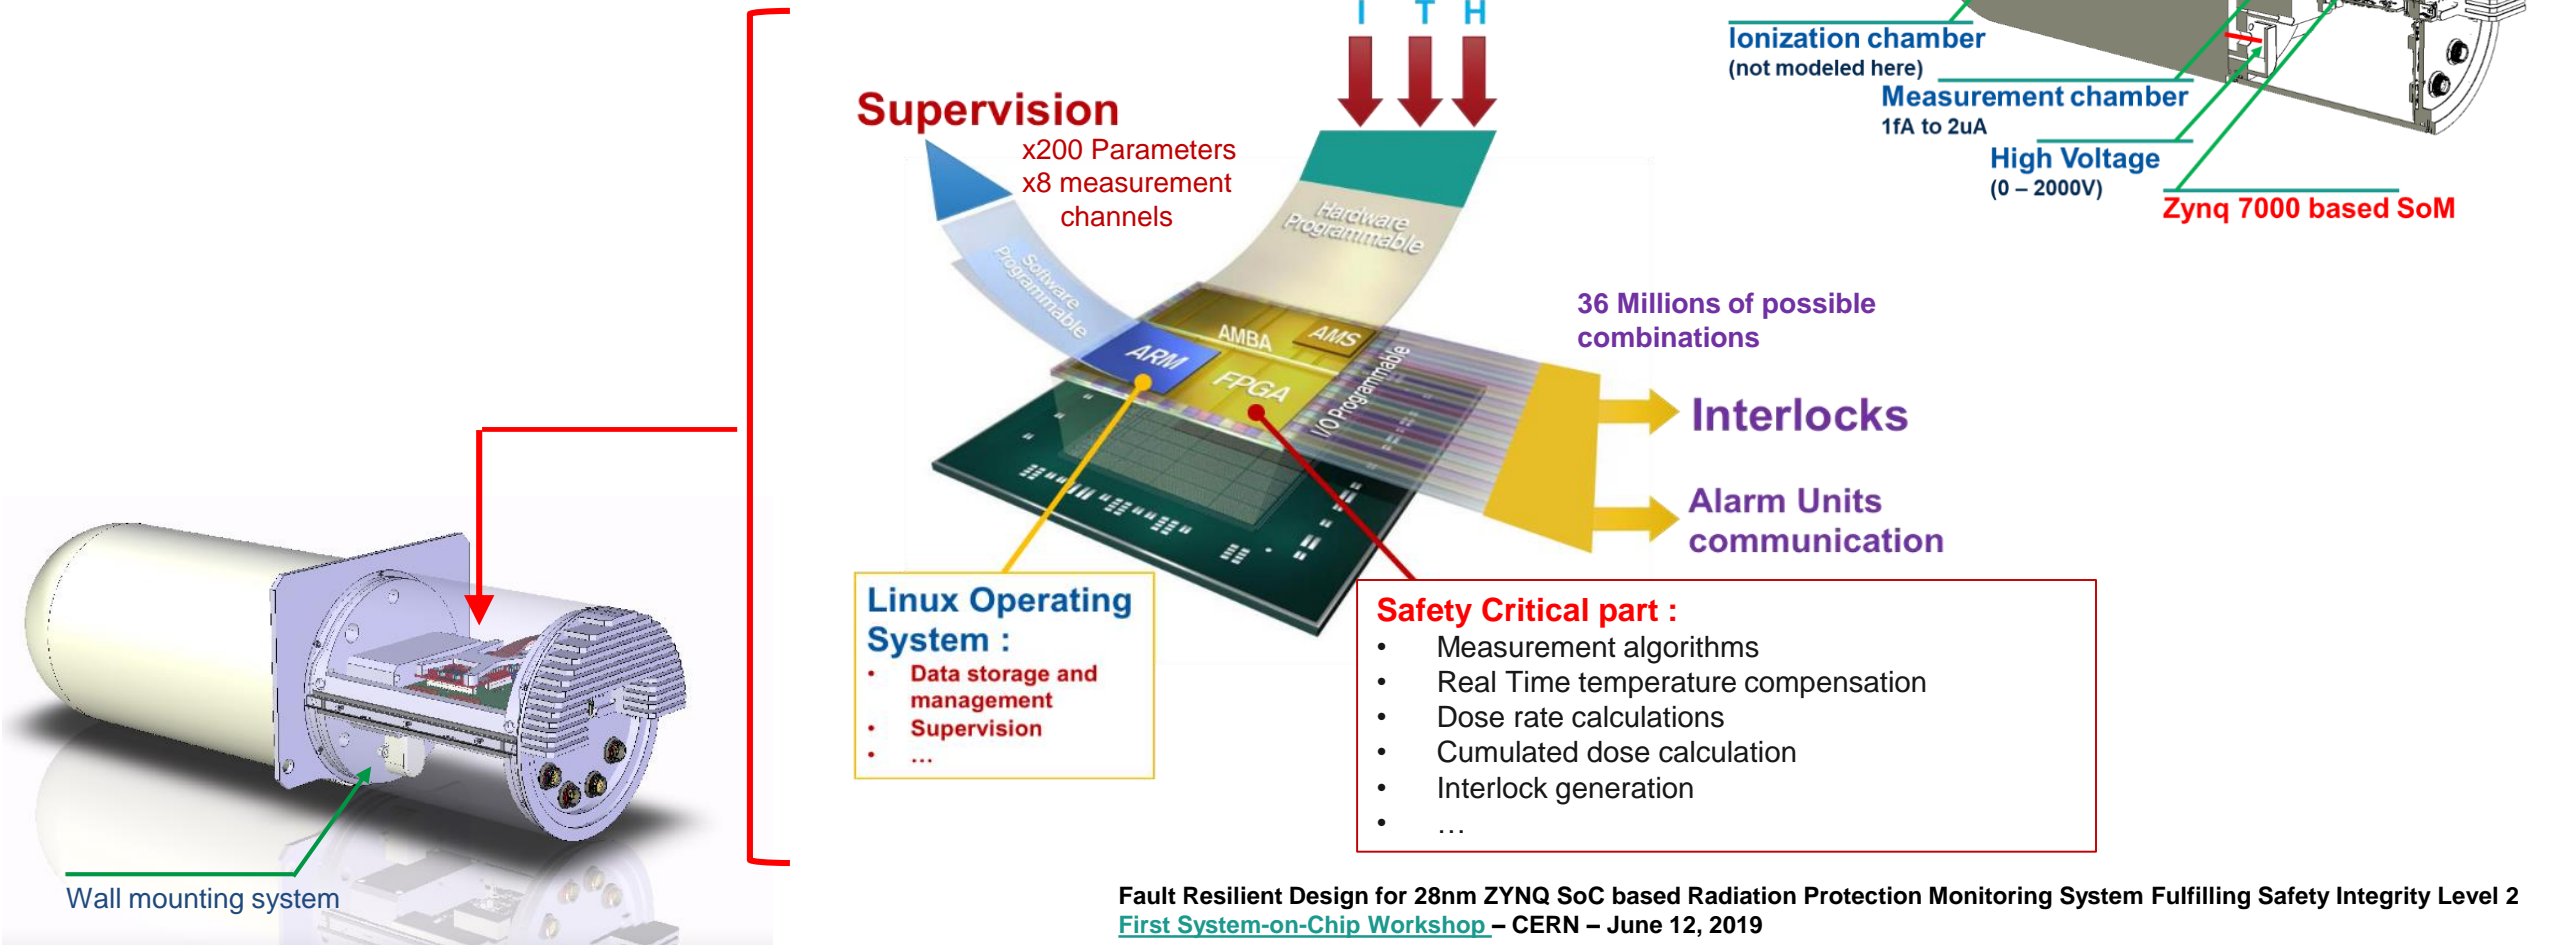 I T H
Ionization chamber
(not modeled here)
Measurement chamber
1fA to 2uA
High Voltage
(0 – 2000V)
Zynq 7000 based SoM
Supervision
x200 Parameters
x8 measurement
channels
Software
Programmable
Hardware
Programmable
AMBA
AMS
ARM
FPGA
I/O Programmable
36 Millions of possible
combinations
Interlocks
Alarm Units
communication
Linux Operating
System :
• Data storage and
management
• Supervision
• ...
Safety Critical part :
• Measurement algorithms
• Real Time temperature compensation
• Dose rate calculations
• Cumulated dose calculation
• Interlock generation
• …
Wall mounting system
Fault Resilient Design for 28nm ZYNQ SoC based Radiation Protection Monitoring System Fulfilling Safety Integrity Level 2
First System-on-Chip Workshop – CERN – June 12, 2019